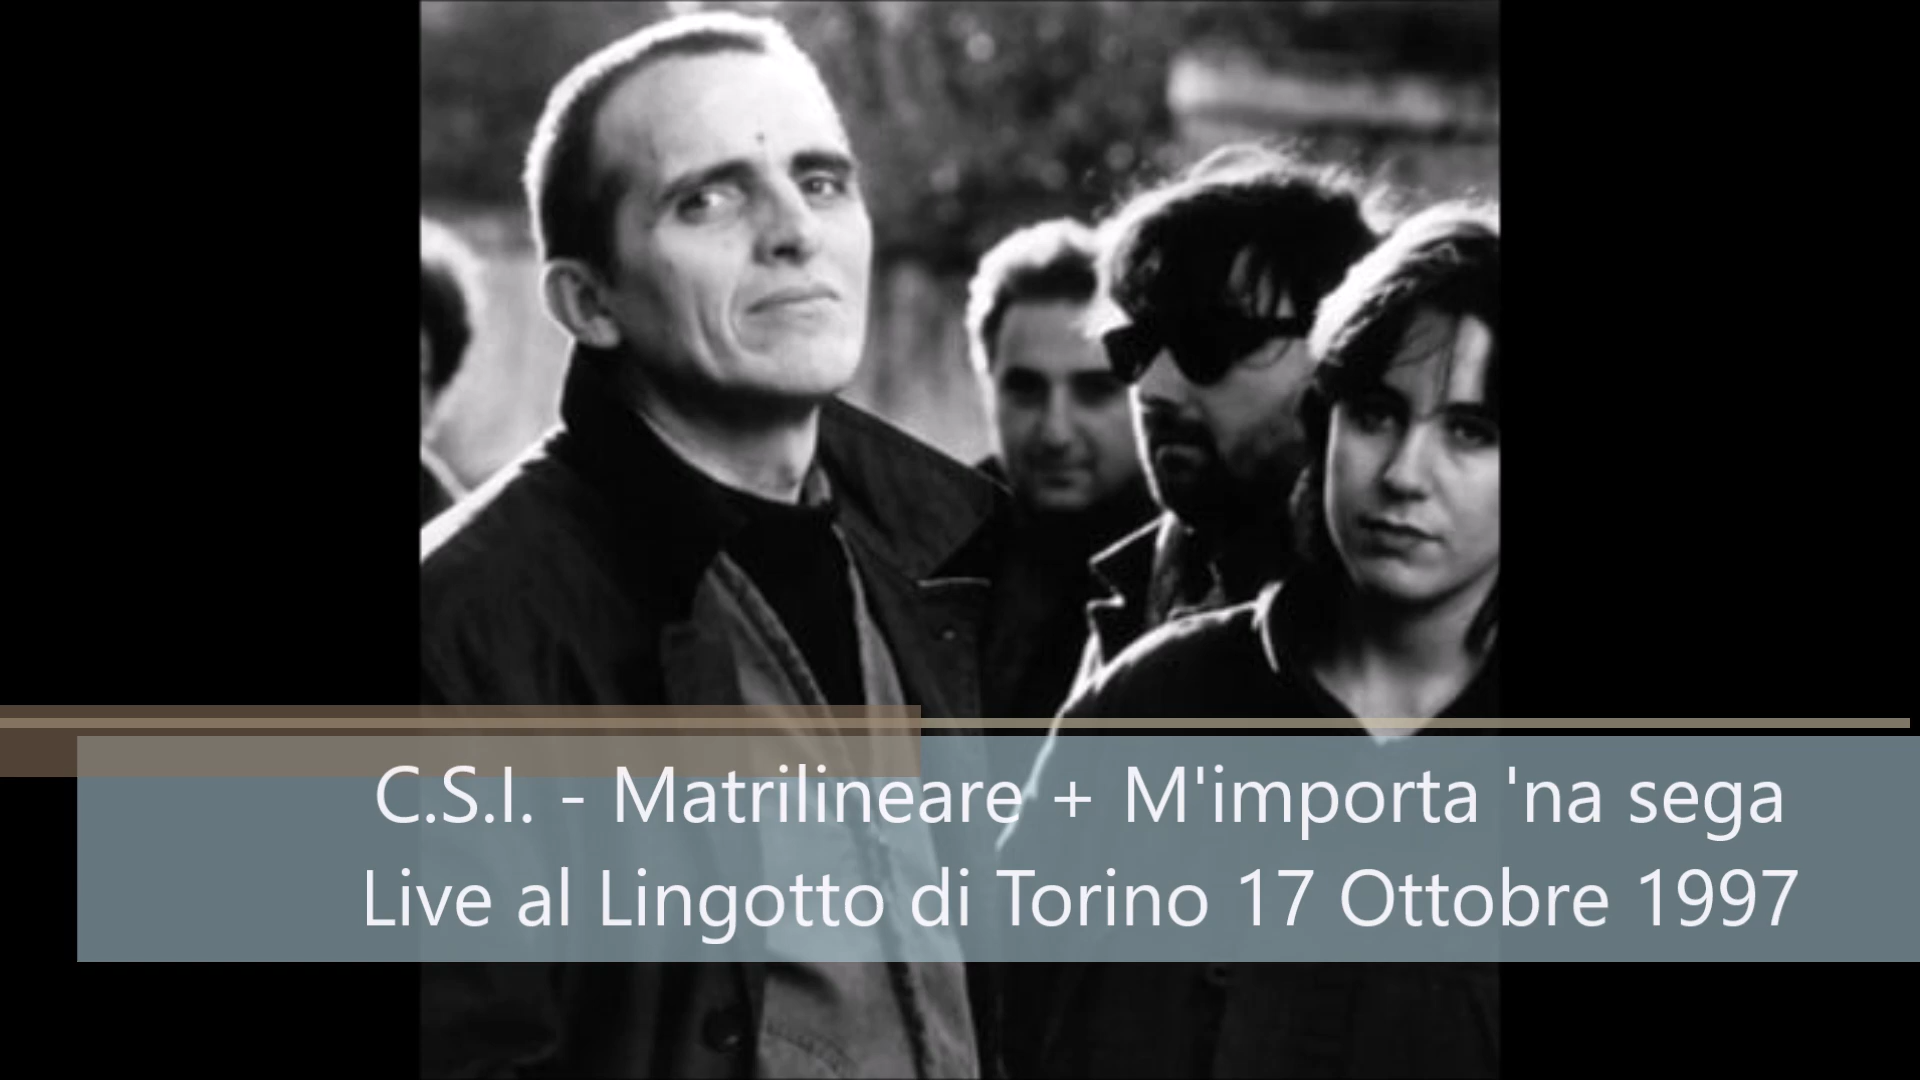 C.S.I. - Matrilineare + M'importa 'na sega
Live al Lingotto di Torino 17 Ottobre 1997